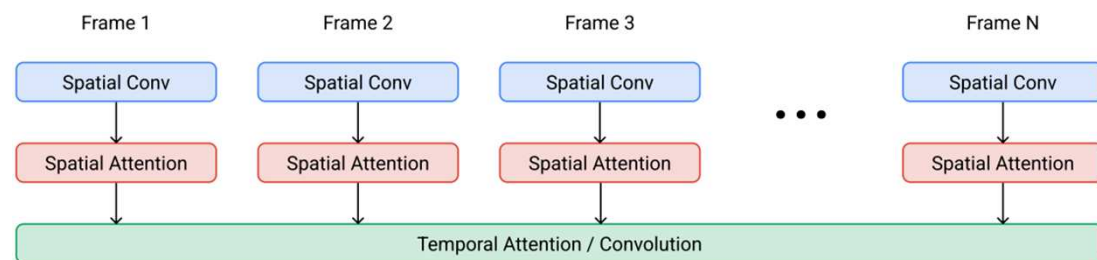 Frame 1 Frame 2 Frame 3 Frame N
Spatial Conv Spatial Conv Spatial Conv Spatial Conv
Spatial Attention Spatial Attention Spatial Attention Spatial Attention
Temporal Attention / Convolution